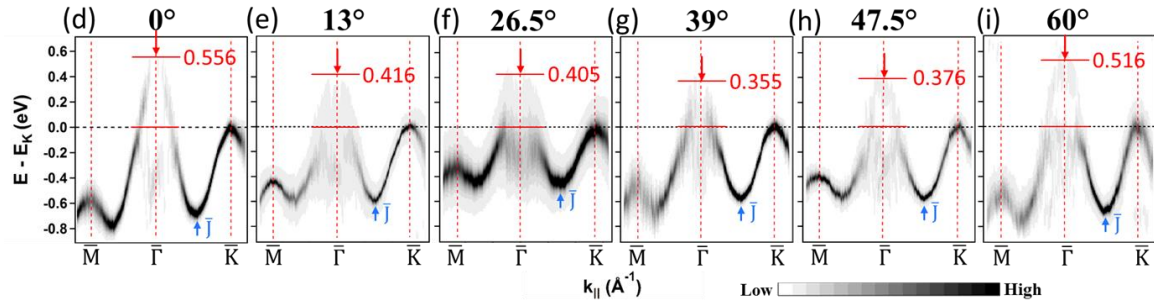 (d) 0° (e) 13° (f) 26.5° (g) 39° (h) 47.5° (i) 60°
E - E_K (eV)
0.6
0.4
0.2
0.0
-0.2
-0.4
-0.6
-0.8
0.556 0.416 0.405 0.355 0.376 0.516
J̅ J̅ J̅ J̅ J̅ J̅
M̅ Γ̅ K̅ M̅ Γ̅ K̅ M̅ Γ̅ K̅ M̅ Γ̅ K̅ M̅ Γ̅ K̅ M̅ Γ̅ K̅
k_|| (Å⁻¹)
Low High